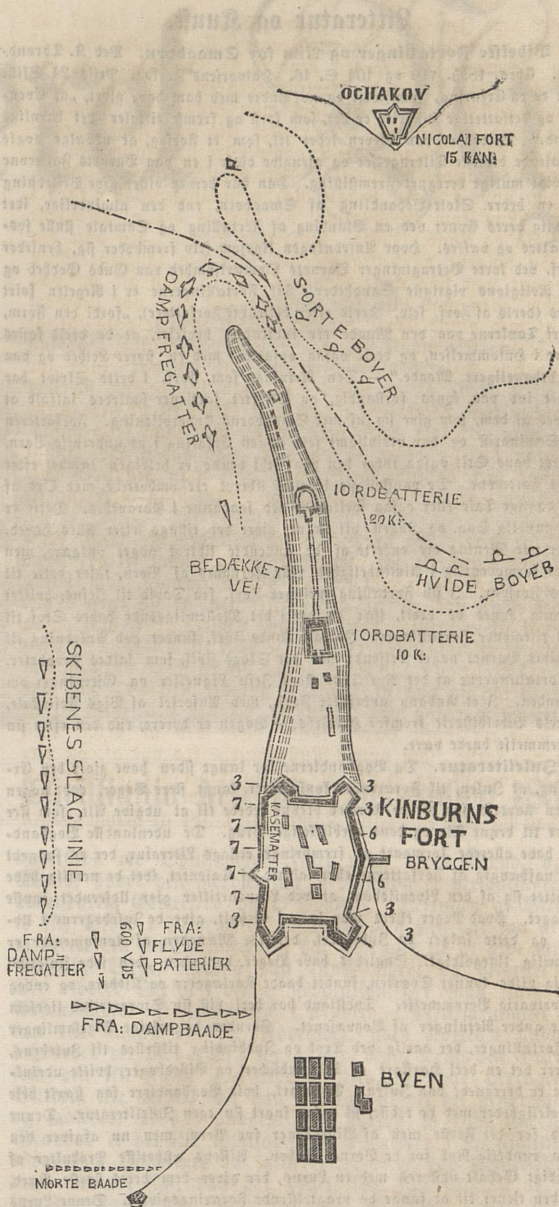 OCHAKOV
NICOLAI FORT
15 KAN:
SORTE BOYER
DAMP FREGATTER
IORDBATTERIE
20 K:
HVIDE BOYER
BEDÆKKET
VEI
IORDBATTERIE
10 K:
SKIBENES SLAGLINIE
3
3
7
3
7
6
7
7
6
7
3
3
3
KASEMATTER
KINBURNS
FORT
BRYGGEN
FRA:
DAMP=
FREGATTER
600 YDS
FRA:
FLYDE
BATTERIER
FRA: DAMPBAADE
BYEN
MORTE BAADE